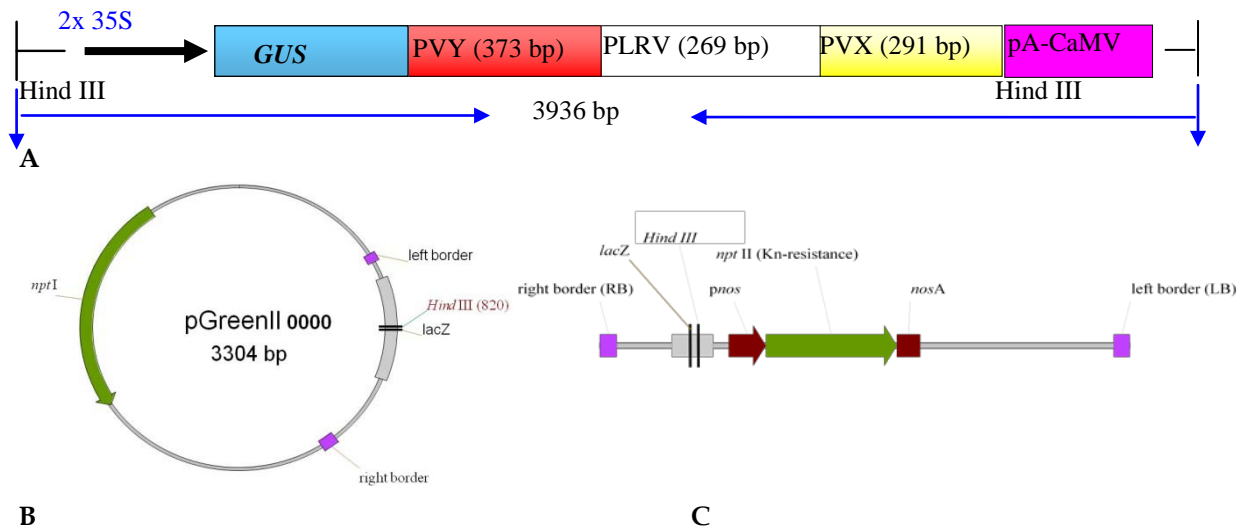 2x 35S
GUS PVY (373 bp) PLRV (269 bp) PVX (291 bp) pA-CaMV
Hind III Hind III
3936 bp
A
nptI
left border
Hind III (820)
lacZ
pGreenII 0000
3304 bp
right border
B
Hind III
lacZ
npt II (Kn-resistance)
right border (RB) pnos nosA left border (LB)
C